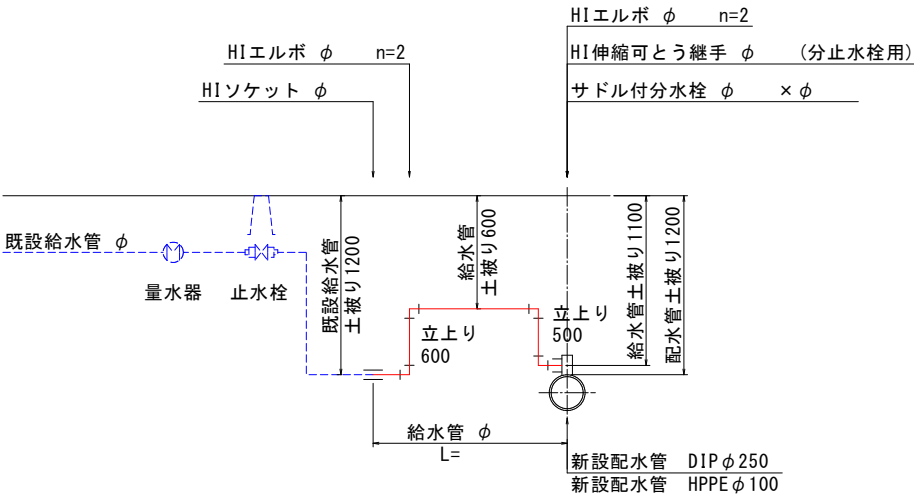 HIエルボ φ n=2
HIエルボ φ n=2
HI伸縮可とう継手 φ (分止水栓用)
HIソケット φ
サドル付分水栓 φ ×φ
既設給水管 φ
量水器
止水栓
既設給水管
土被り1200
給水管
土被り600
給水管土被り1100
配水管土被り1200
立上り
600
立上り
500
給水管 φ
L=
新設配水管 DIPφ250
新設配水管 HPPEφ100